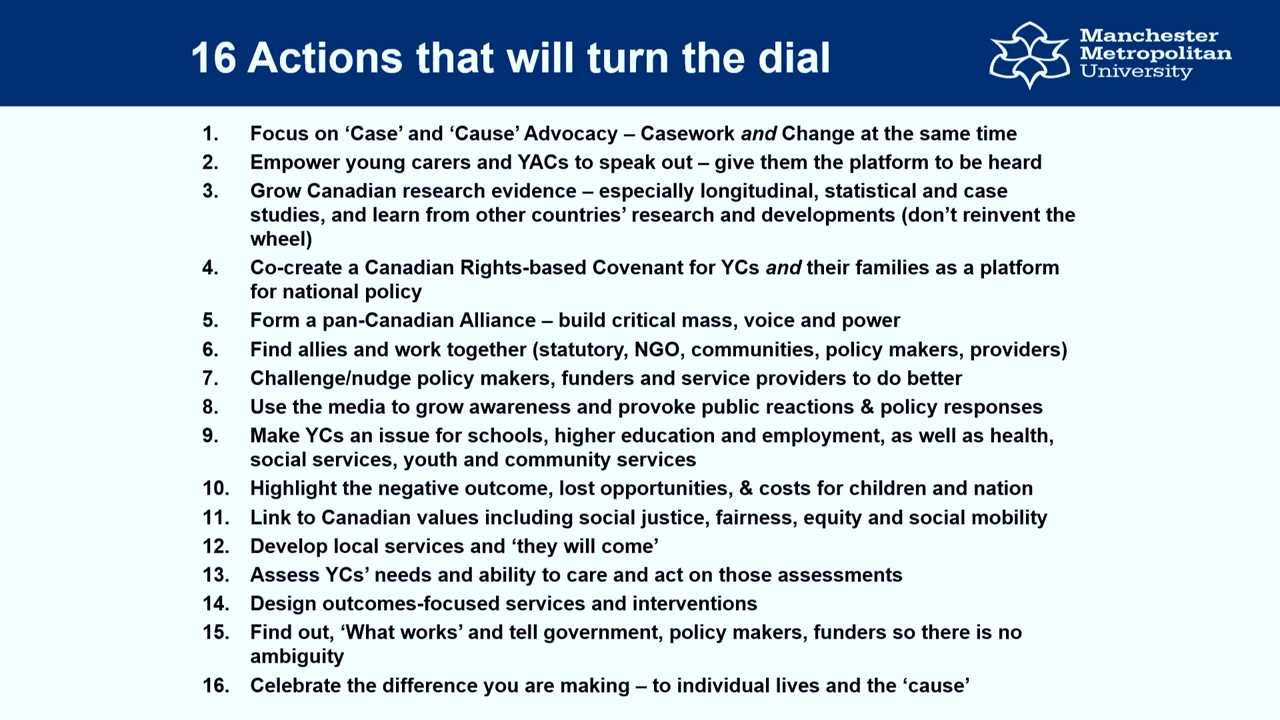 16 Actions that will turn the dial
Manchester
Metropolitan
University
1. Focus on ‘Case’ and ‘Cause’ Advocacy – Casework and Change at the same time
2. Empower young carers and YACs to speak out – give them the platform to be heard
3. Grow Canadian research evidence – especially longitudinal, statistical and case
studies, and learn from other countries’ research and developments (don’t reinvent the
wheel)
4. Co-create a Canadian Rights-based Covenant for YCs and their families as a platform
for national policy
5. Form a pan-Canadian Alliance – build critical mass, voice and power
6. Find allies and work together (statutory, NGO, communities, policy makers, providers)
7. Challenge/nudge policy makers, funders and service providers to do better
8. Use the media to grow awareness and provoke public reactions & policy responses
9. Make YCs an issue for schools, higher education and employment, as well as health,
social services, youth and community services
10. Highlight the negative outcome, lost opportunities, & costs for children and nation
11. Link to Canadian values including social justice, fairness, equity and social mobility
12. Develop local services and ‘they will come’
13. Assess YCs’ needs and ability to care and act on those assessments
14. Design outcomes-focused services and interventions
15. Find out, ‘What works’ and tell government, policy makers, funders so there is no
ambiguity
16. Celebrate the difference you are making – to individual lives and the ‘cause’